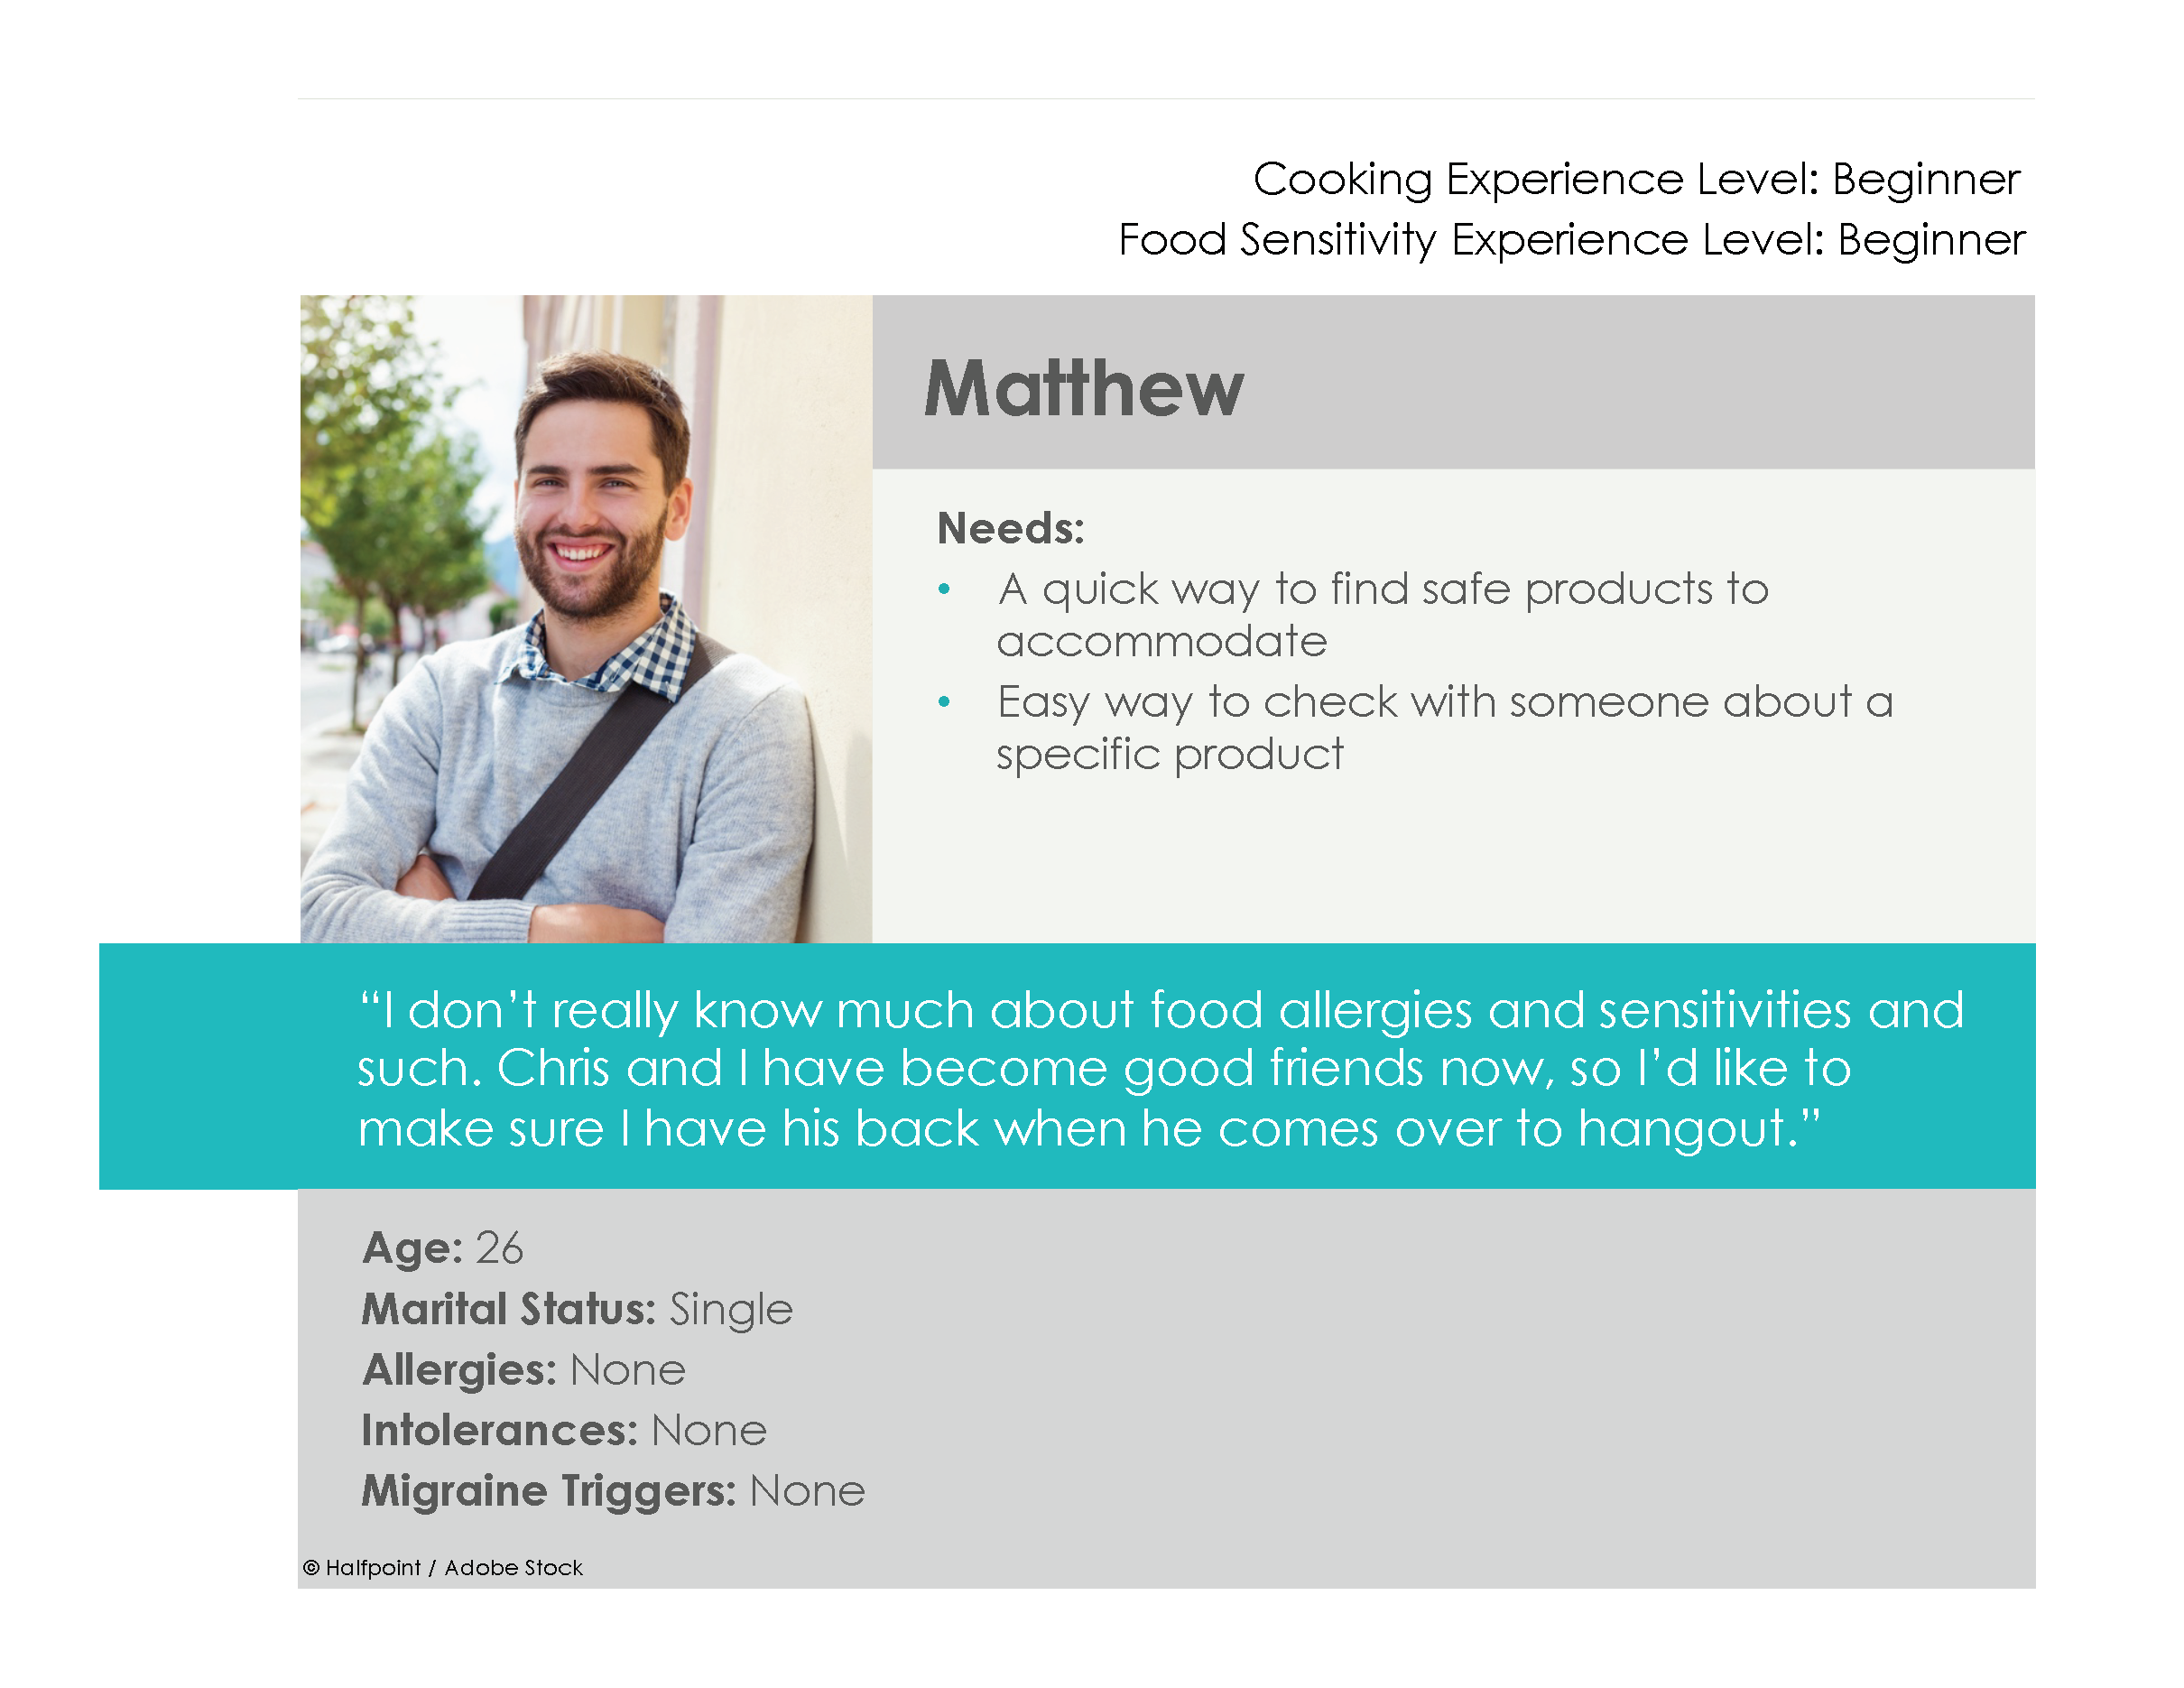 Cooking Experience Level: Beginner
Food Sensitivity Experience Level: Beginner
Matthew
Needs:
• A quick way to find safe products to
accommodate
• Easy way to check with someone about a
specific product
“I don’t really know much about food allergies and sensitivities and
such. Chris and I have become good friends now, so I’d like to
make sure I have his back when he comes over to hangout.”
Age: 26
Marital Status: Single
Allergies: None
Intolerances: None
Migraine Triggers: None
© Halfpoint / Adobe Stock